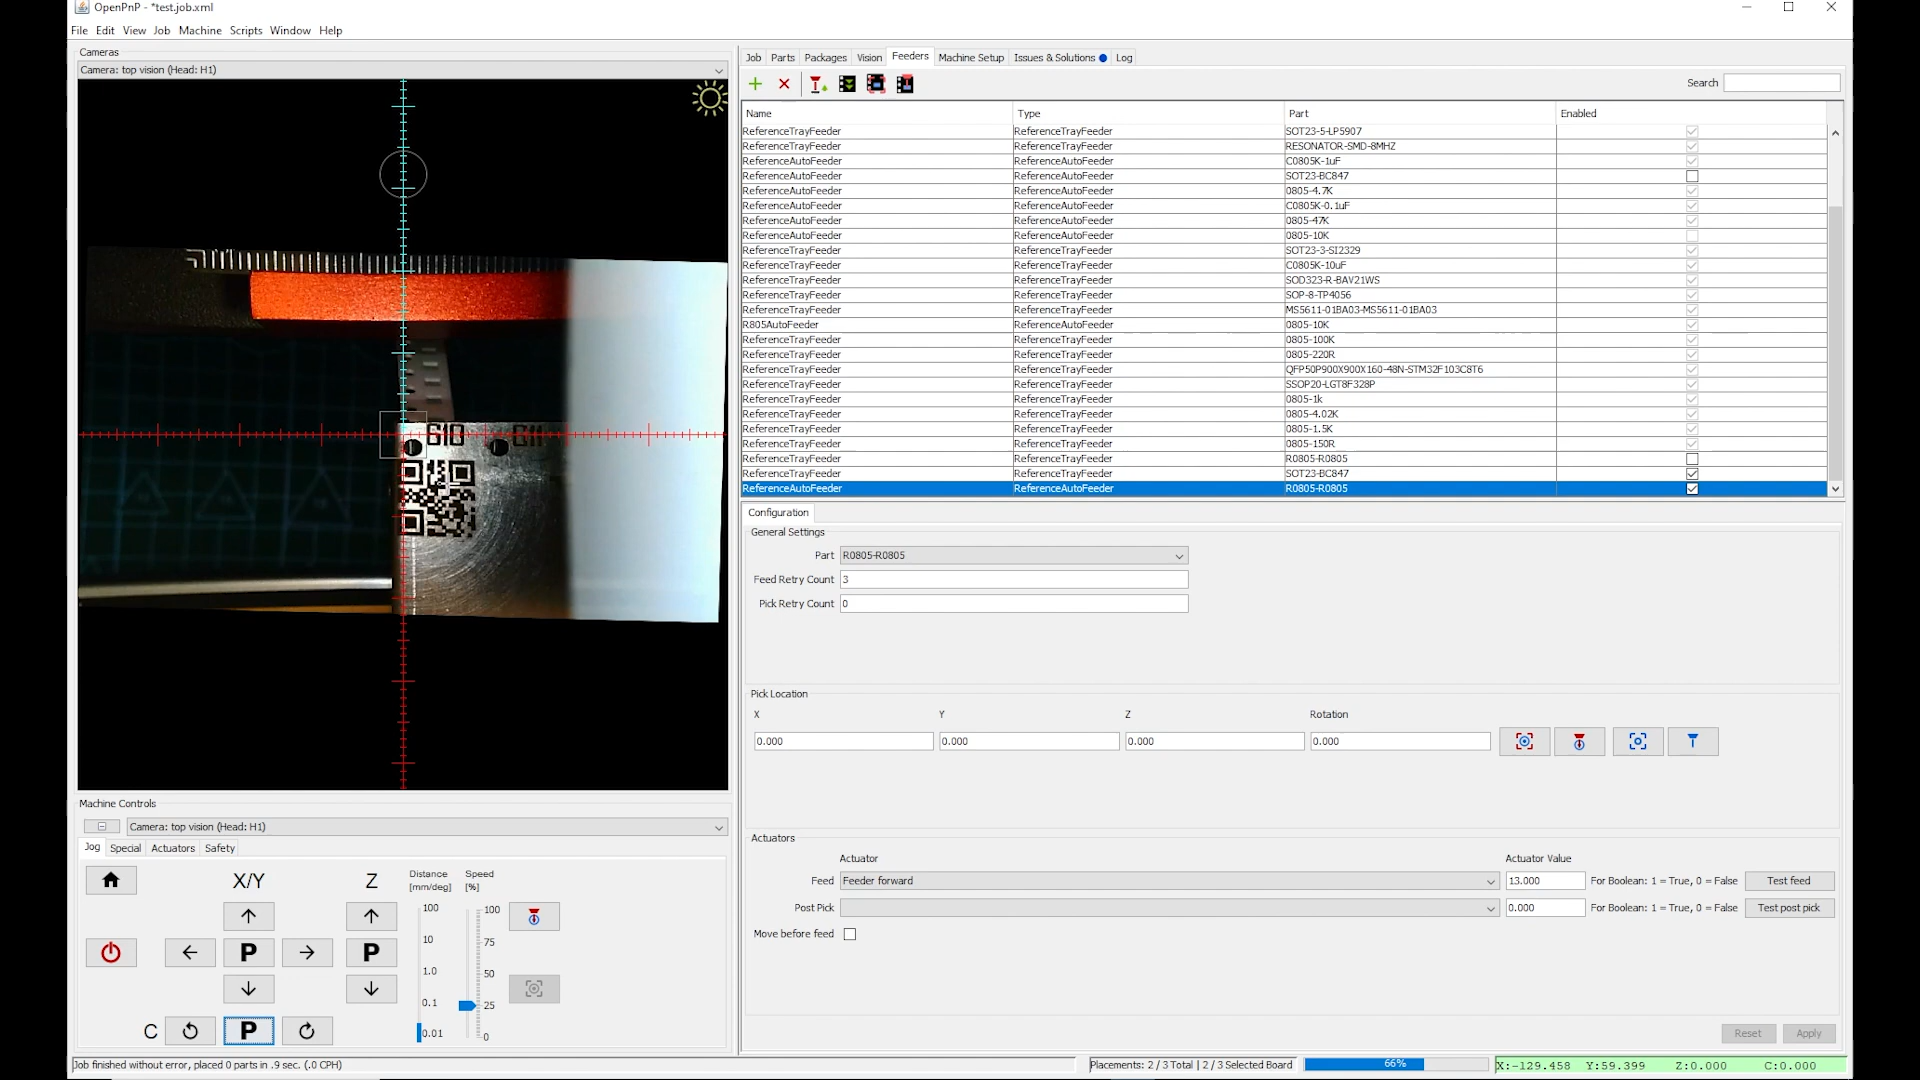 OpenPnP - *test.job.xml
File Edit View Job Machine Scripts Window Help
Cameras
Camera: top vision (Head: H1)
G10 G11
Machine Controls
Camera: top vision (Head: H1)
Jog Special Actuators Safety
X/Y Z Distance [mm/deg] Speed [%]
100 100
10 75
P P
1.0 50
0.1 25
0.01 0
C P
Job Parts Packages Vision Feeders Machine Setup Issues & Solutions Log
Search
Name Type Part Enabled
ReferenceTrayFeeder ReferenceTrayFeeder SOT23-5-LP5907
ReferenceTrayFeeder ReferenceTrayFeeder RESONATOR-SMD-8MHZ
ReferenceAutoFeeder ReferenceAutoFeeder C0805K-1uF
ReferenceAutoFeeder ReferenceAutoFeeder SOT23-BC847
ReferenceAutoFeeder ReferenceAutoFeeder 0805-4.7K
ReferenceAutoFeeder ReferenceAutoFeeder C0805K-0.1uF
ReferenceAutoFeeder ReferenceAutoFeeder 0805-47K
ReferenceAutoFeeder ReferenceAutoFeeder 0805-10K
ReferenceTrayFeeder ReferenceTrayFeeder SOT23-3-SI2329
ReferenceTrayFeeder ReferenceTrayFeeder C0805K-10uF
ReferenceTrayFeeder ReferenceTrayFeeder SOD323-R-BAV21WS
ReferenceTrayFeeder ReferenceTrayFeeder SOP-8-TP4056
ReferenceTrayFeeder ReferenceTrayFeeder MS5611-01BA03-MS5611-01BA03
R805AutoFeeder ReferenceAutoFeeder 0805-10K
ReferenceTrayFeeder ReferenceTrayFeeder 0805-100K
ReferenceTrayFeeder ReferenceTrayFeeder 0805-220R
ReferenceTrayFeeder ReferenceTrayFeeder QFP50P900X900X160-48N-STM32F103C8T6
ReferenceTrayFeeder ReferenceTrayFeeder SSOP20-LGT8F328P
ReferenceTrayFeeder ReferenceTrayFeeder 0805-1k
ReferenceTrayFeeder ReferenceTrayFeeder 0805-4.02K
ReferenceTrayFeeder ReferenceTrayFeeder 0805-1.5K
ReferenceTrayFeeder ReferenceTrayFeeder 0805-150R
ReferenceTrayFeeder ReferenceTrayFeeder R0805-R0805
ReferenceTrayFeeder ReferenceTrayFeeder SOT23-BC847
ReferenceAutoFeeder ReferenceAutoFeeder R0805-R0805
Configuration
General Settings
Part R0805-R0805
Feed Retry Count 3
Pick Retry Count 0
Pick Location
X Y Z Rotation
0.000 0.000 0.000 0.000
Actuators
Actuator Actuator Value
Feed Feeder forward 13.000 For Boolean: 1 = True, 0 = False Test feed
Post Pick 0.000 For Boolean: 1 = True, 0 = False Test post pick
Move before feed
Reset Apply
Job finished without error, placed 0 parts in .9 sec. (.0 CPH) Placements: 2 / 3 Total | 2 / 3 Selected Board 66% X:-129.458 Y:59.399 Z:0.000 C:0.000